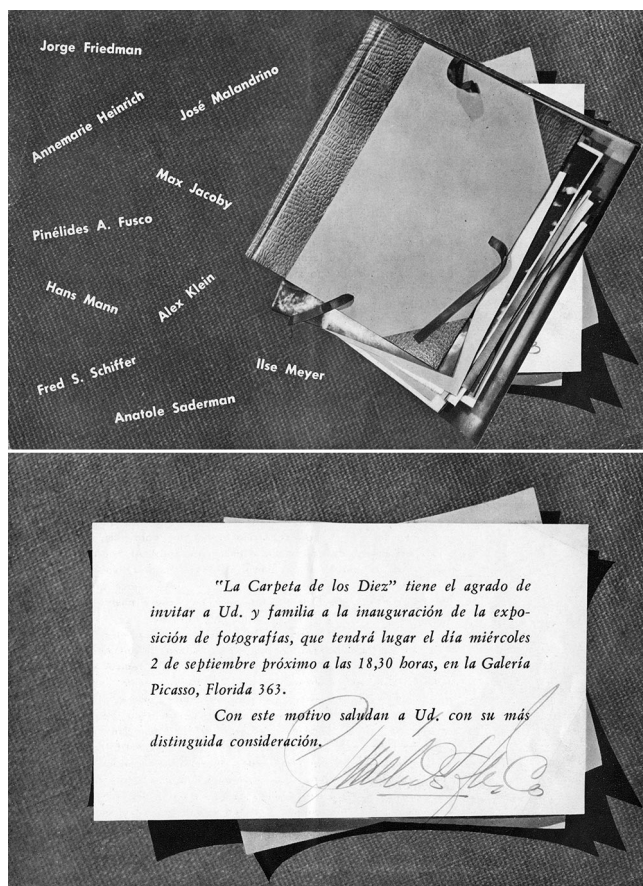 Jorge Friedman
José Malandrino
Annemarie Heinrich
Max Jacoby
Pinélides A. Fusco
Hans Mann
Alex Klein
Ilse Meyer
Fred S. Schiffer
Anatole Saderman
"La Carpeta de los Diez" tiene el agrado de
invitar a Ud. y familia a la inauguración de la expo-
sición de fotografías, que tendrá lugar el día miércoles
2 de septiembre próximo a las 18,30 horas, en la Galería
Picasso, Florida 363.
Con este motivo saludan a Ud. con su más
distinguida consideración.